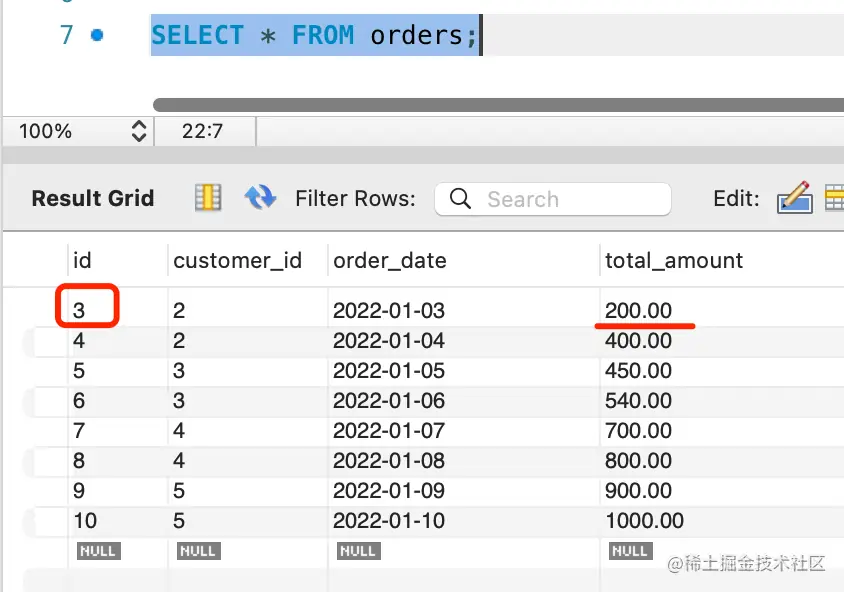 7 SELECT * FROM orders;
100% 22:7
Result Grid Filter Rows: Search Edit:
id customer_id order_date total_amount
3 2 2022-01-03 200.00
4 2 2022-01-04 400.00
5 3 2022-01-05 450.00
6 3 2022-01-06 540.00
7 4 2022-01-07 700.00
8 4 2022-01-08 800.00
9 5 2022-01-09 900.00
10 5 2022-01-10 1000.00
NULL NULL NULL NULL
@稀土掘金技术社区